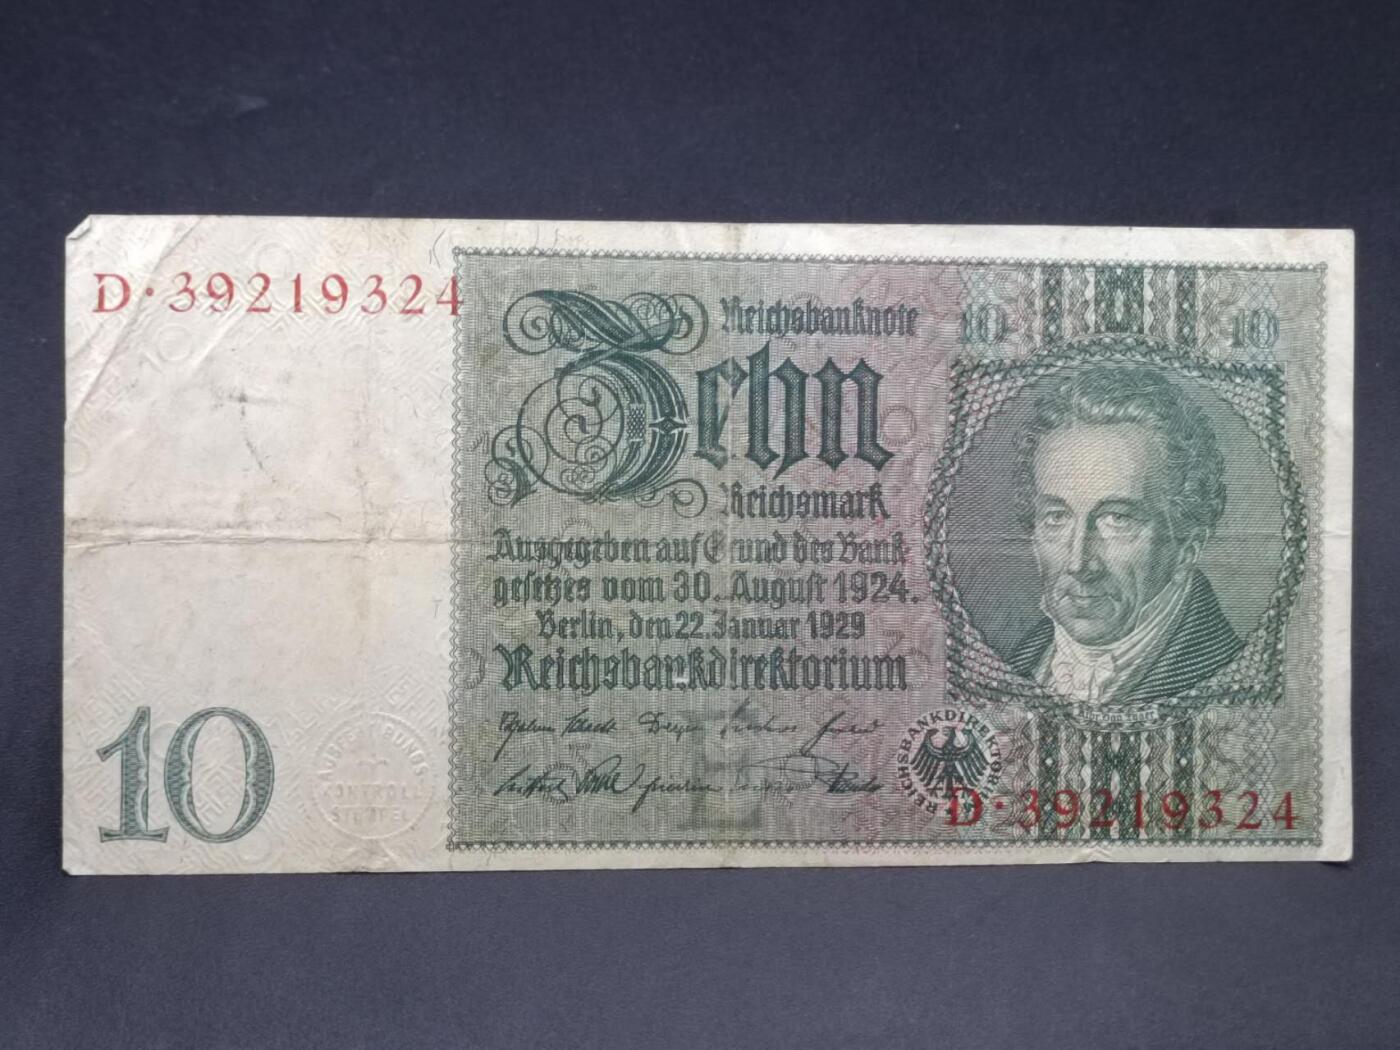 D·39219324
Reichsbanknote
10
10
Zehn
Reichsmark
Ausgegeben auf Grund des Bank
gesetzes vom 30. August 1924.
Berlin, den 22. Januar 1929
Reichsbankdirektorium
REICHSBANKDIREKTORIUM
10
AUSFERTIGUNGS-
KONTROLL
STEMPEL
D·39219324